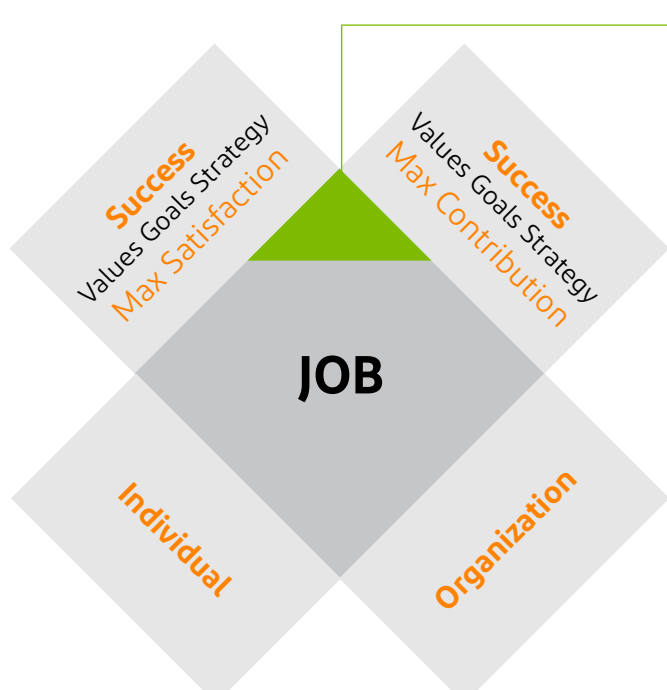 Success
Values Goals Strategy
Max Satisfaction
Success
Values Goals Strategy
Max Contribution
JOB
Individual
Organization